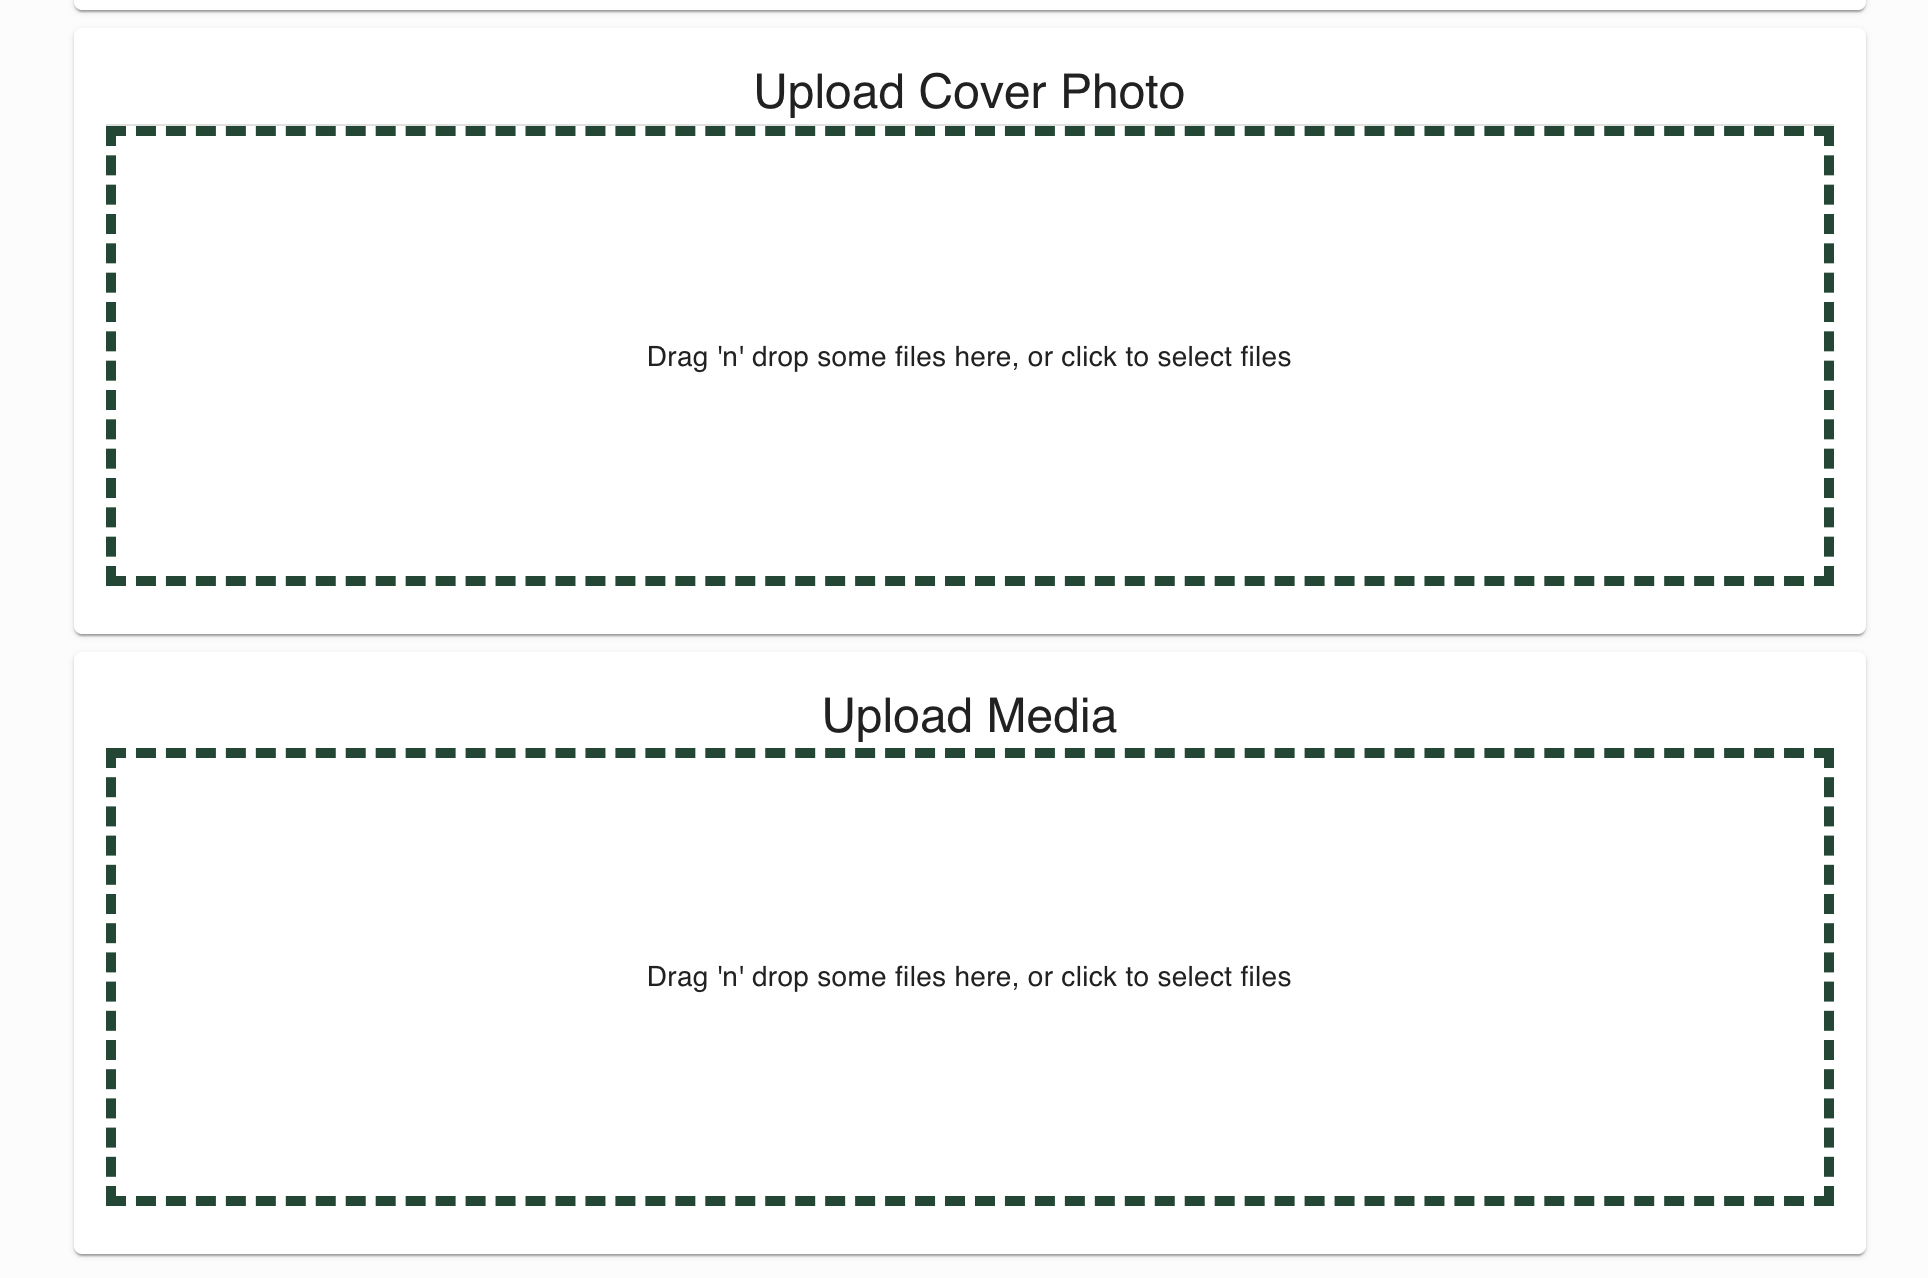 Upload Cover Photo
Drag 'n' drop some files here, or click to select files
Upload Media
Drag 'n' drop some files here, or click to select files